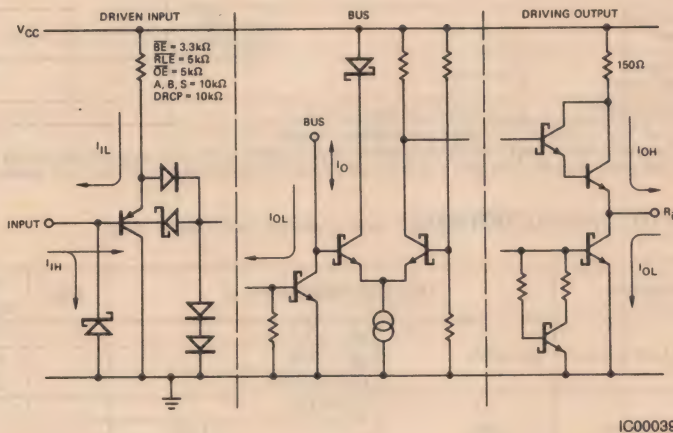 DRIVEN INPUT
BUS
DRIVING OUTPUT
VCC
BE = 3.3kΩ
RLE = 5kΩ
OE = 5kΩ
A, B, S = 10kΩ
DRCP = 10kΩ
150Ω
BUS
IIL
IO
IOH
INPUT
IOL
IIH
IOL
IC00039